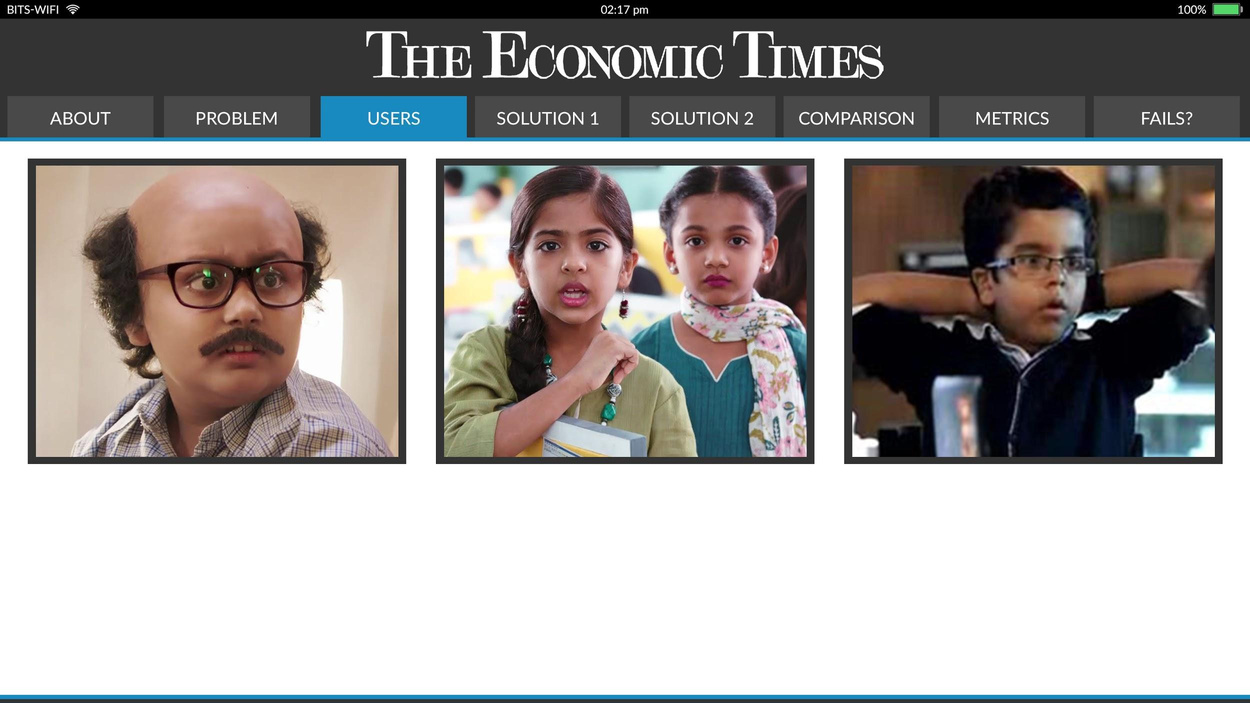 BITS-WIFI 02:17 pm 100%
THE ECONOMIC TIMES
ABOUT PROBLEM USERS SOLUTION 1 SOLUTION 2 COMPARISON METRICS FAILS?